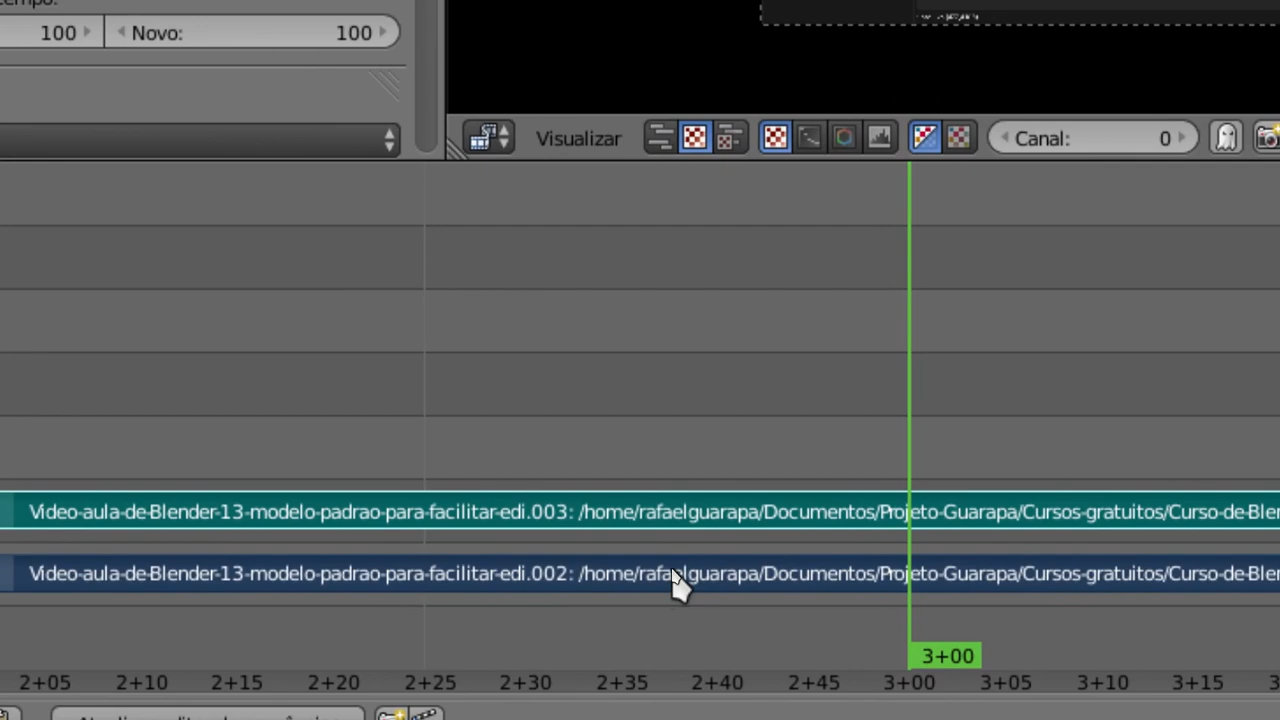 tempo:
100 Novo: 100
Visualizar Canal: 0
Video-aula-de-Blender-13-modelo-padrao-para-facilitar-edi.003: /home/rafaelguarapa/Documentos/Projeto-Guarapa/Cursos-gratuitos/Curso-de-Bler
Video-aula-de-Blender-13-modelo-padrao-para-facilitar-edi.002: /home/rafaelguarapa/Documentos/Projeto-Guarapa/Cursos-gratuitos/Curso-de-Bler
3+00
2+05 2+10 2+15 2+20 2+25 2+30 2+35 2+40 2+45 3+00 3+05 3+10 3+15 3